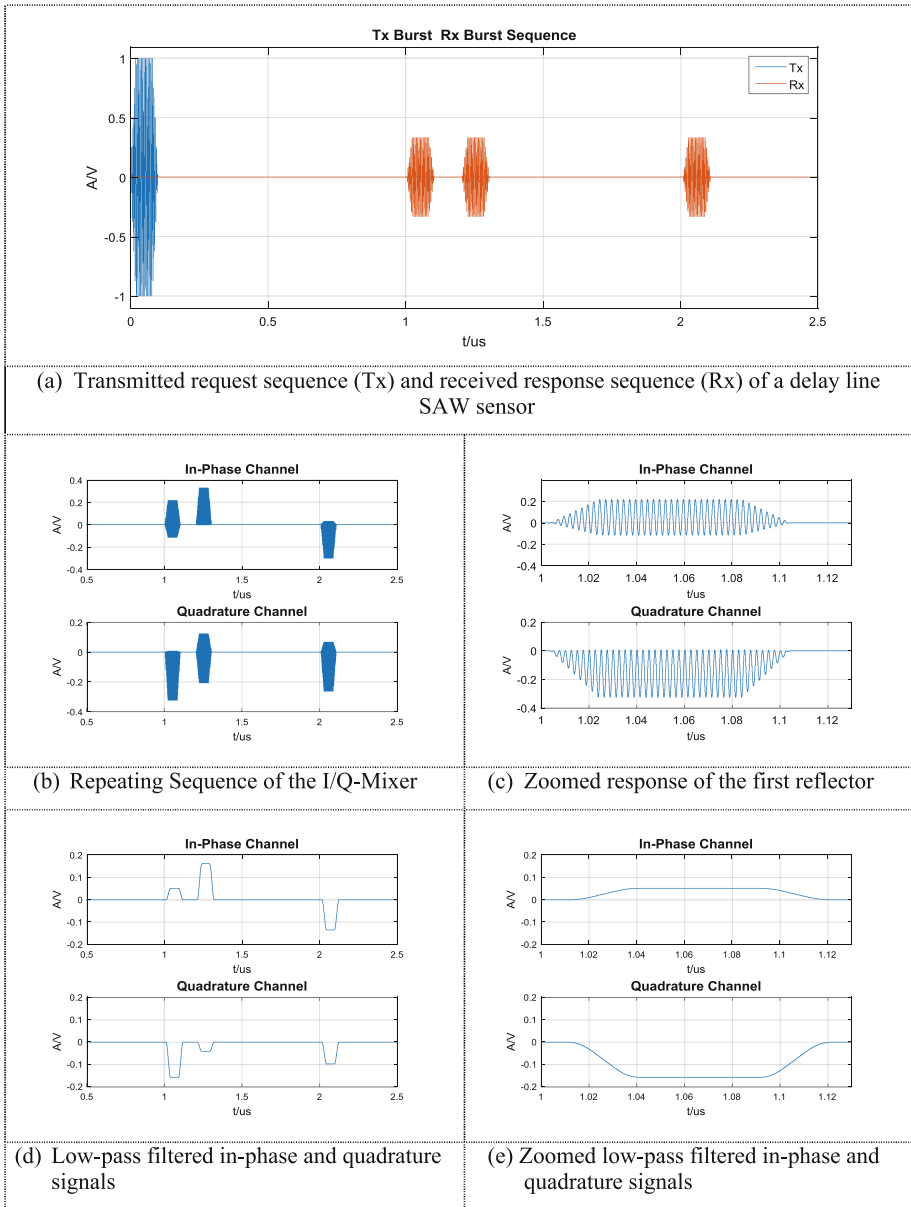 Tx Burst Rx Burst Sequence
Tx
Rx
A/V
1
0.5
0
-0.5
-1
0 0.5 1 1.5 2 2.5
t/us
(a) Transmitted request sequence (Tx) and received response sequence (Rx) of a delay line
SAW sensor
In-Phase Channel
A/V
0.4
0.2
0
-0.2
-0.4
0.5 1 1.5 2 2.5
t/us
Quadrature Channel
A/V
0.2
0
-0.2
-0.4
0.5 1 1.5 2 2.5
t/us
(b) Repeating Sequence of the I/Q-Mixer
In-Phase Channel
A/V
0.4
0.2
0
-0.2
-0.4
1 1.02 1.04 1.06 1.08 1.1 1.12
t/us
Quadrature Channel
A/V
0.2
0
-0.2
-0.4
1 1.02 1.04 1.06 1.08 1.1 1.12
t/us
(c) Zoomed response of the first reflector
In-Phase Channel
A/V
0.2
0.1
0
-0.1
-0.2
0.5 1 1.5 2 2.5
t/us
Quadrature Channel
A/V
0.2
0.1
0
-0.1
-0.2
0.5 1 1.5 2 2.5
t/us
(d) Low-pass filtered in-phase and quadrature
signals
In-Phase Channel
A/V
0.2
0.1
0
-0.1
-0.2
1 1.02 1.04 1.06 1.08 1.1 1.12
t/us
Quadrature Channel
A/V
0.2
0.1
0
-0.1
-0.2
1 1.02 1.04 1.06 1.08 1.1 1.12
t/us
(e) Zoomed low-pass filtered in-phase and
quadrature signals